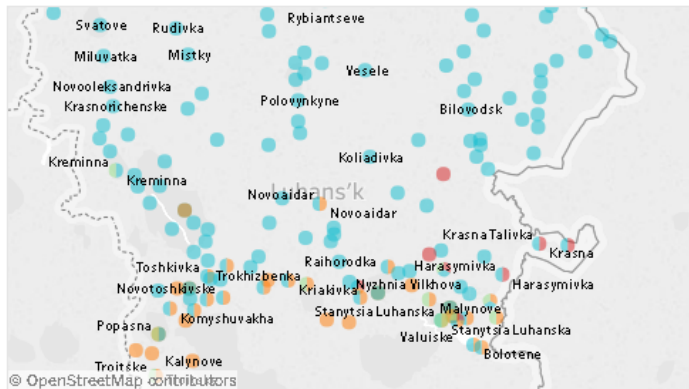 Svatove
Rudivka
Rybiantseve
Miluvatka
Mistky
Vesele
Novooleksandrivka
Krasnorichenske
Polovynkyne
Bilovodsk
Kreminna
Koliadivka
Kreminna
Luhans'k
Novoaidar
Novoaidar
Krasna Talivka
Krasna
Toshkivka
Trokhizbenka
Raihorodka
Harasymivka
Novotoshkivske
Kriakivka
Nyzhnia Vilkhova
Harasymivka
Popasna
Komyshuvakha
Stanytsia Luhanska
Malynove
Valuiske
Stanytsia Luhanska
Bolotene
Troitske
Kalynove
© OpenStreetMap contributors